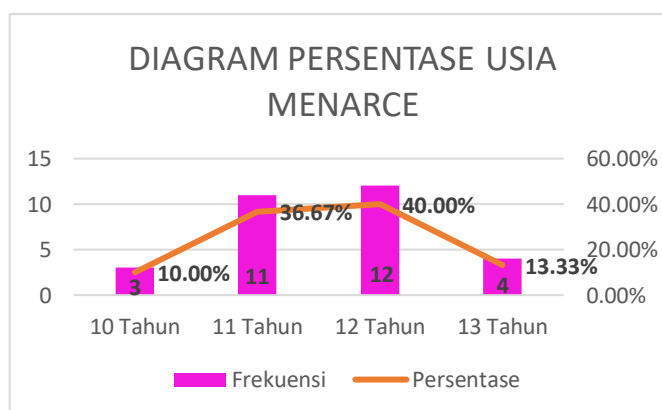 DIAGRAM PERSENTASE USIA
MENARCE
15
10
5
0
60.00%
40.00%
20.00%
0.00%
3
11
12
4
10.00%
36.67%
40.00%
13.33%
10 Tahun
11 Tahun
12 Tahun
13 Tahun
Frekuensi
Persentase